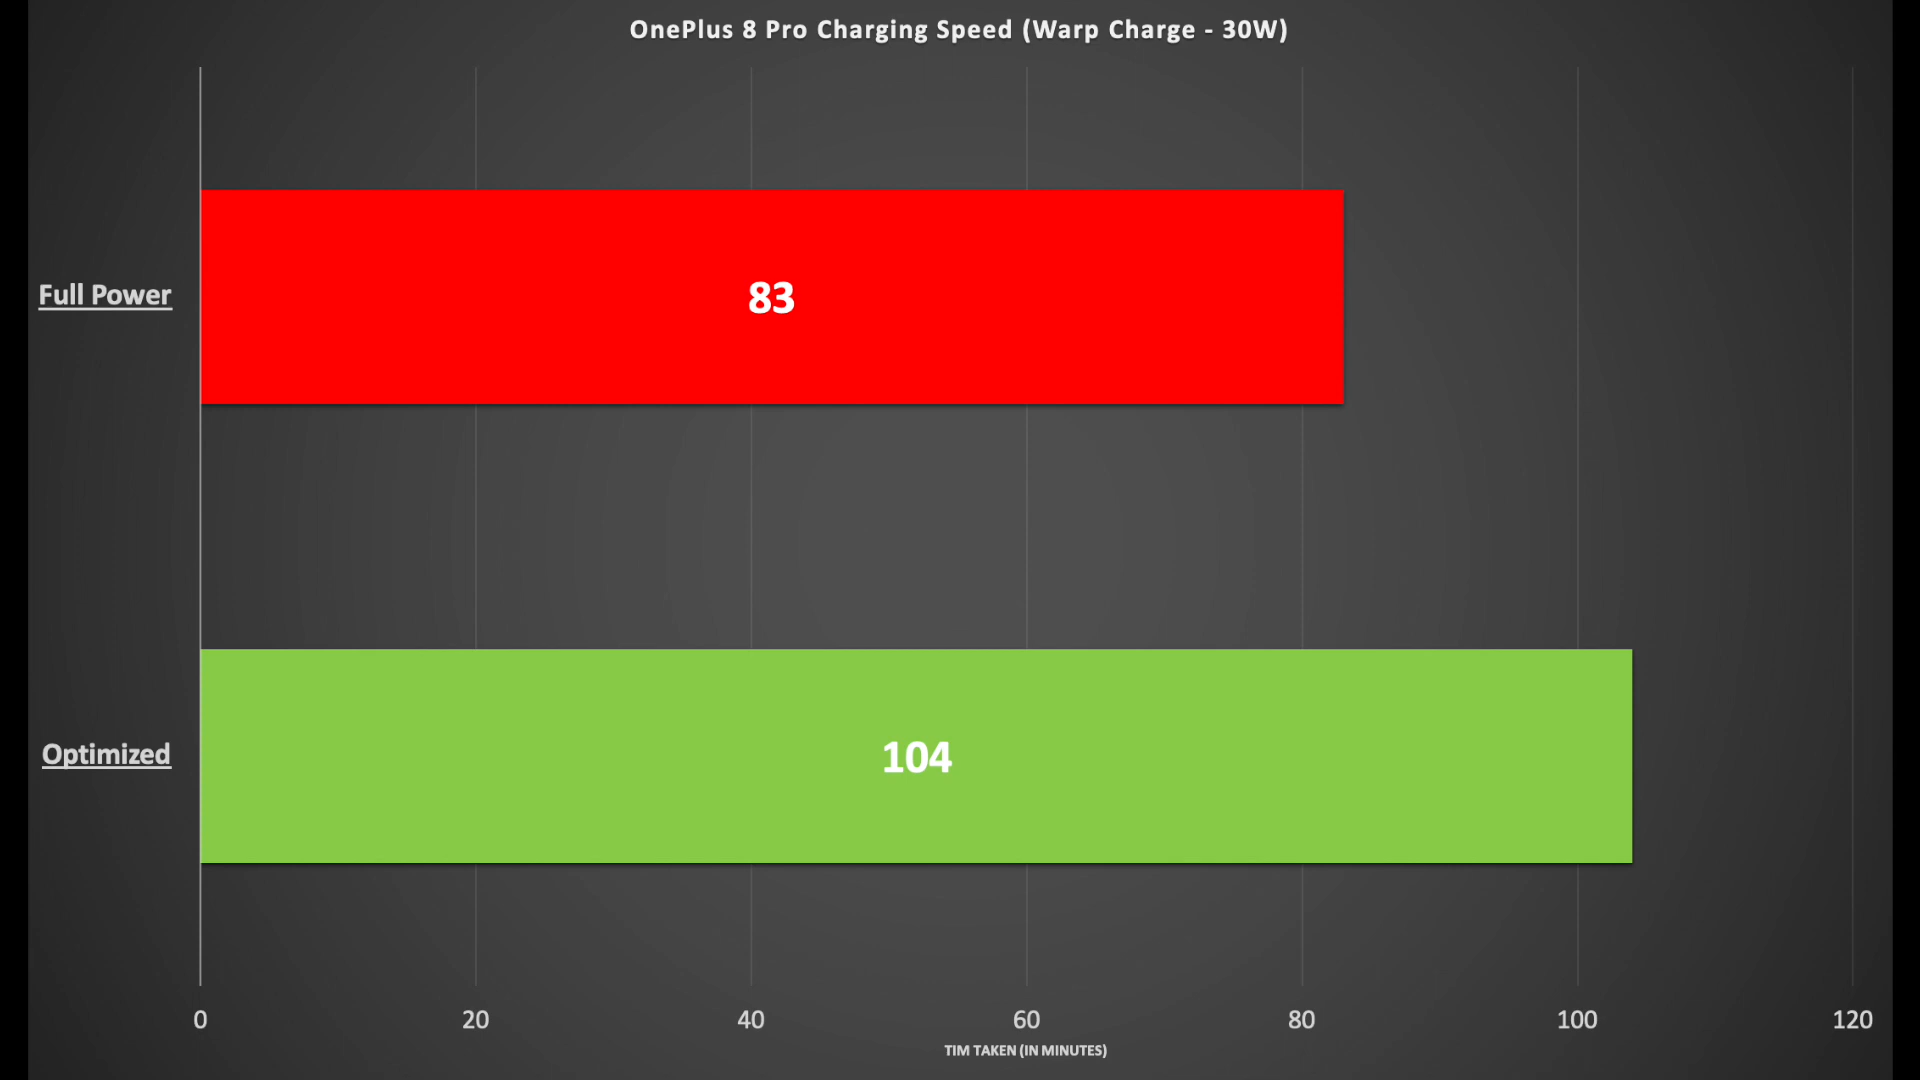 OnePlus 8 Pro Charging Speed (Warp Charge - 30W)
Full Power
83
Optimized
104
0 20 40 60 80 100 120
TIM TAKEN (IN MINUTES)